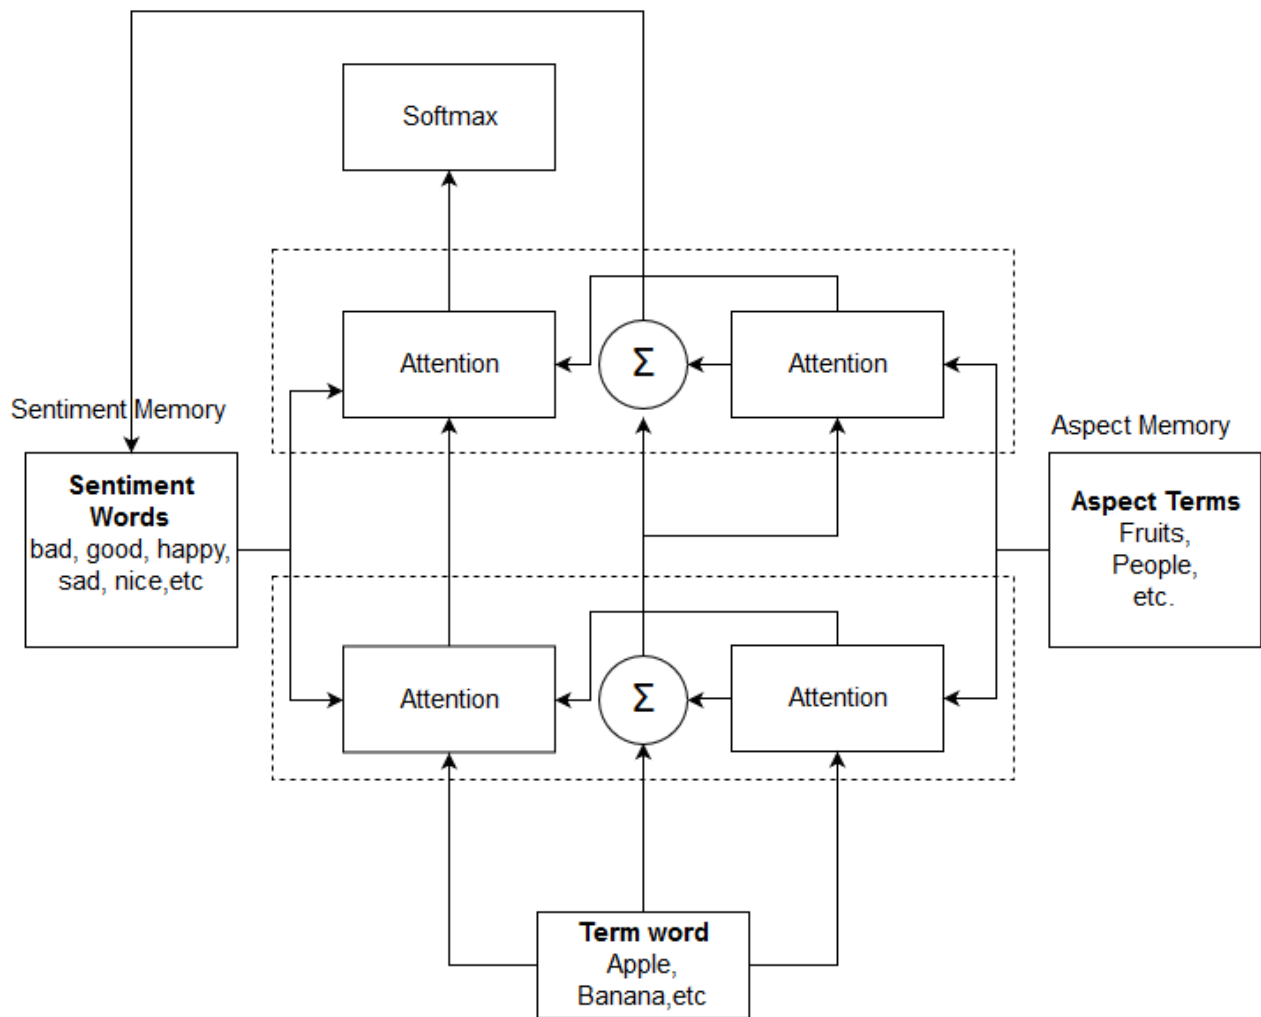 Softmax
Attention
Σ
Attention
Sentiment Memory
Aspect Memory
Sentiment
Words
bad, good, happy,
sad, nice,etc
Aspect Terms
Fruits,
People,
etc.
Attention
Σ
Attention
Term word
Apple,
Banana,etc